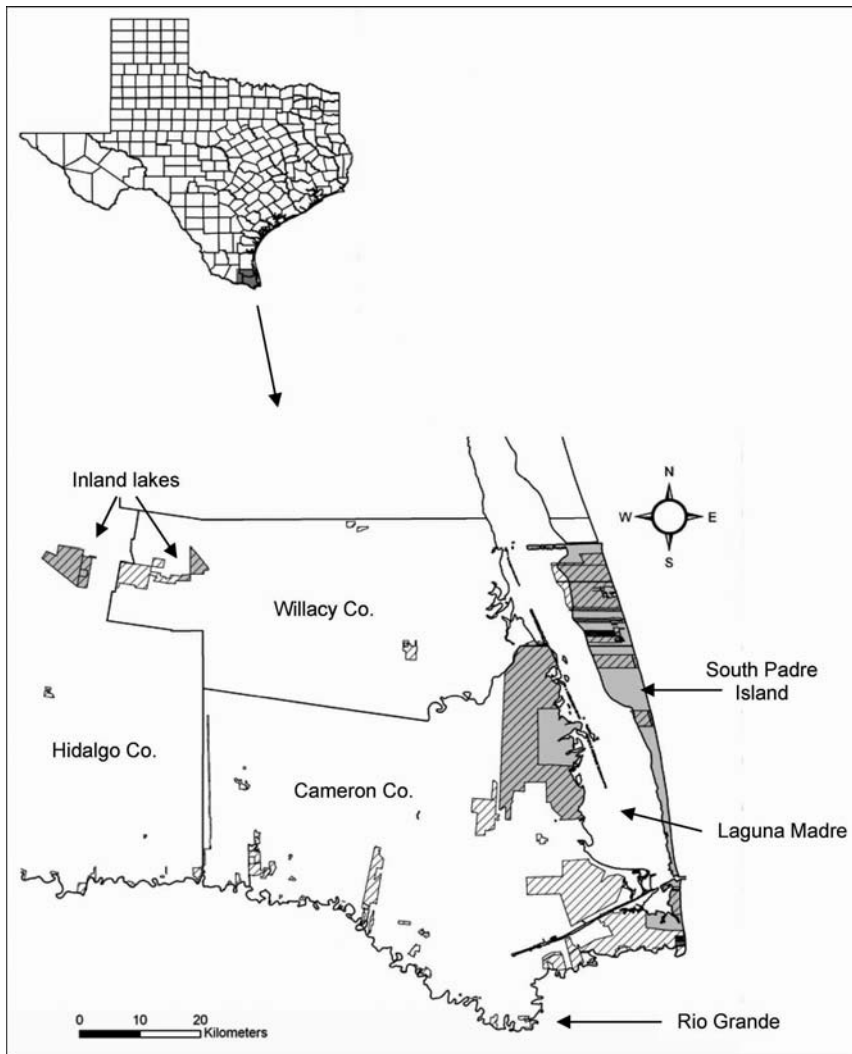 Inland lakes
N
W
E
S
Willacy Co.
South Padre
Island
Hidalgo Co.
Cameron Co.
Laguna Madre
Rio Grande
0 10 20
Kilometers